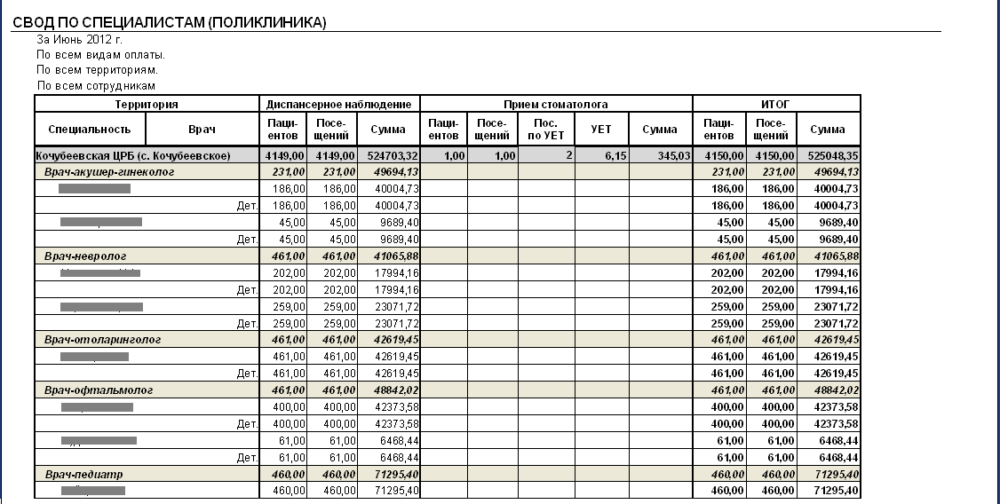 СВОД ПО СПЕЦИАЛИСТАМ (ПОЛИКЛИНИКА)
За Июнь 2012 г.
По всем видам оплаты.
По всем территориям.
По всем сотрудникам
Территория Диспансерное наблюдение Прием стоматолога ИТОГ
Специальность Врач Паци-ентов Посе-щений Сумма Паци-ентов Посе-щений Пос. по УЕТ УЕТ Сумма Паци-ентов Посе-щений Сумма
Кочубеевская ЦРБ (с. Кочубеевское) 4149,00 4149,00 524703,32 1,00 1,00 2 6,15 345,03 4150,00 4150,00 525048,35
Врач-акушер-гинеколог 231,00 231,00 49694,13 231,00 231,00 49694,13
186,00 186,00 40004,73 186,00 186,00 40004,73
Дет. 186,00 186,00 40004,73 186,00 186,00 40004,73
45,00 45,00 9689,40 45,00 45,00 9689,40
Дет. 45,00 45,00 9689,40 45,00 45,00 9689,40
Врач-невролог 461,00 461,00 41065,88 461,00 461,00 41065,88
202,00 202,00 17994,16 202,00 202,00 17994,16
Дет. 202,00 202,00 17994,16 202,00 202,00 17994,16
259,00 259,00 23071,72 259,00 259,00 23071,72
Дет. 259,00 259,00 23071,72 259,00 259,00 23071,72
Врач-отоларинголог 461,00 461,00 42619,45 461,00 461,00 42619,45
461,00 461,00 42619,45 461,00 461,00 42619,45
Дет. 461,00 461,00 42619,45 461,00 461,00 42619,45
Врач-офтальмолог 461,00 461,00 48842,02 461,00 461,00 48842,02
400,00 400,00 42373,58 400,00 400,00 42373,58
Дет. 400,00 400,00 42373,58 400,00 400,00 42373,58
61,00 61,00 6468,44 61,00 61,00 6468,44
Дет. 61,00 61,00 6468,44 61,00 61,00 6468,44
Врач-педиатр 460,00 460,00 71295,40 460,00 460,00 71295,40
460,00 460,00 71295,40 460,00 460,00 71295,40